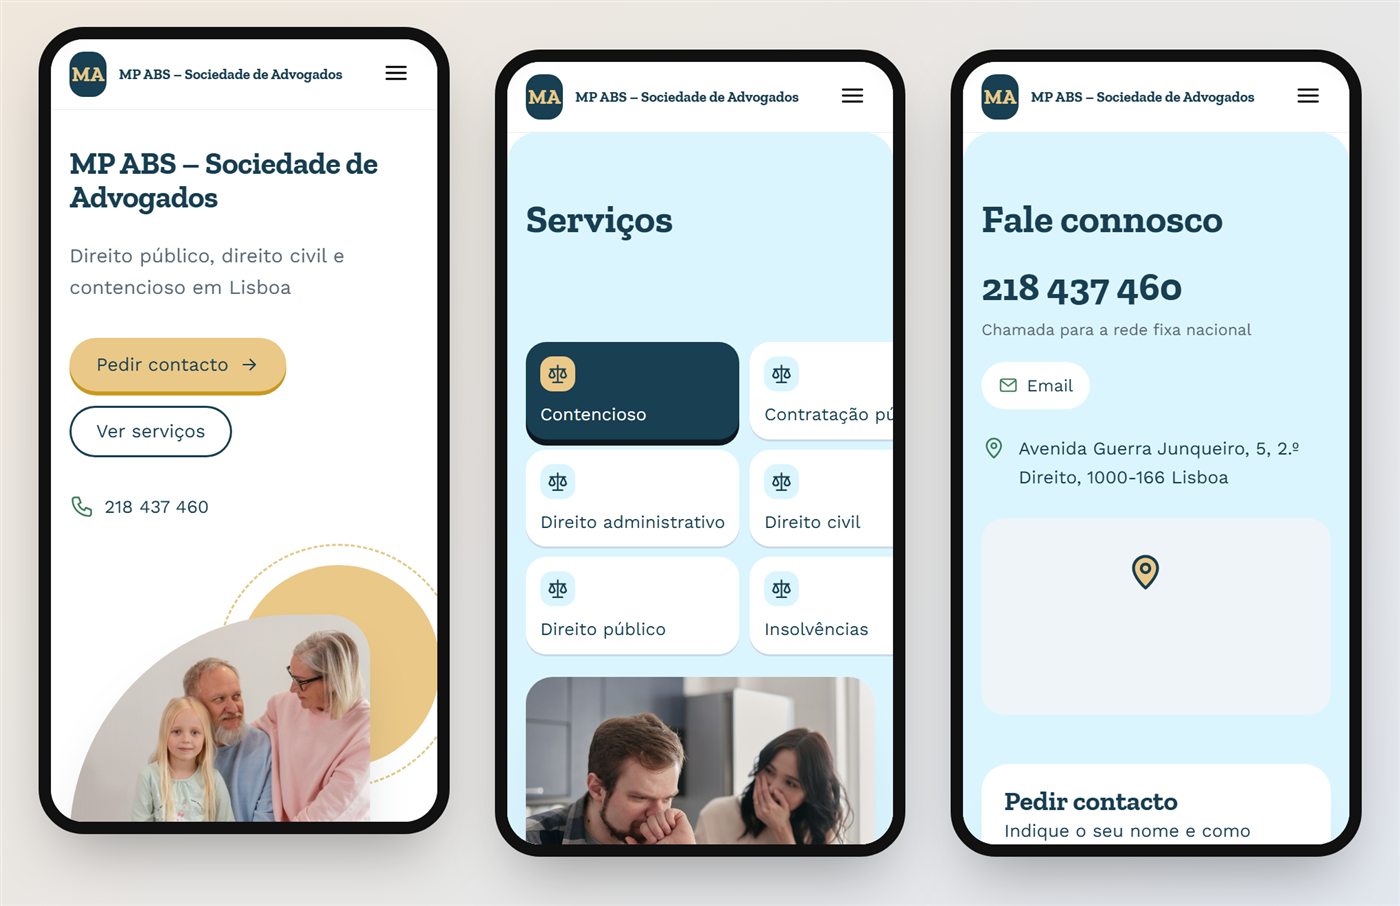 MA MP ABS – Sociedade de Advogados
MP ABS – Sociedade de
Advogados
Direito público, direito civil e
contencioso em Lisboa
Pedir contacto →
Ver serviços
218 437 460
MA MP ABS – Sociedade de Advogados
Serviços
Contencioso
Contratação pú
Direito administrativo
Direito civil
Direito público
Insolvências
MA MP ABS – Sociedade de Advogados
Fale connosco
218 437 460
Chamada para a rede fixa nacional
Email
Avenida Guerra Junqueiro, 5, 2.º
Direito, 1000-166 Lisboa
Pedir contacto
Indique o seu nome e como